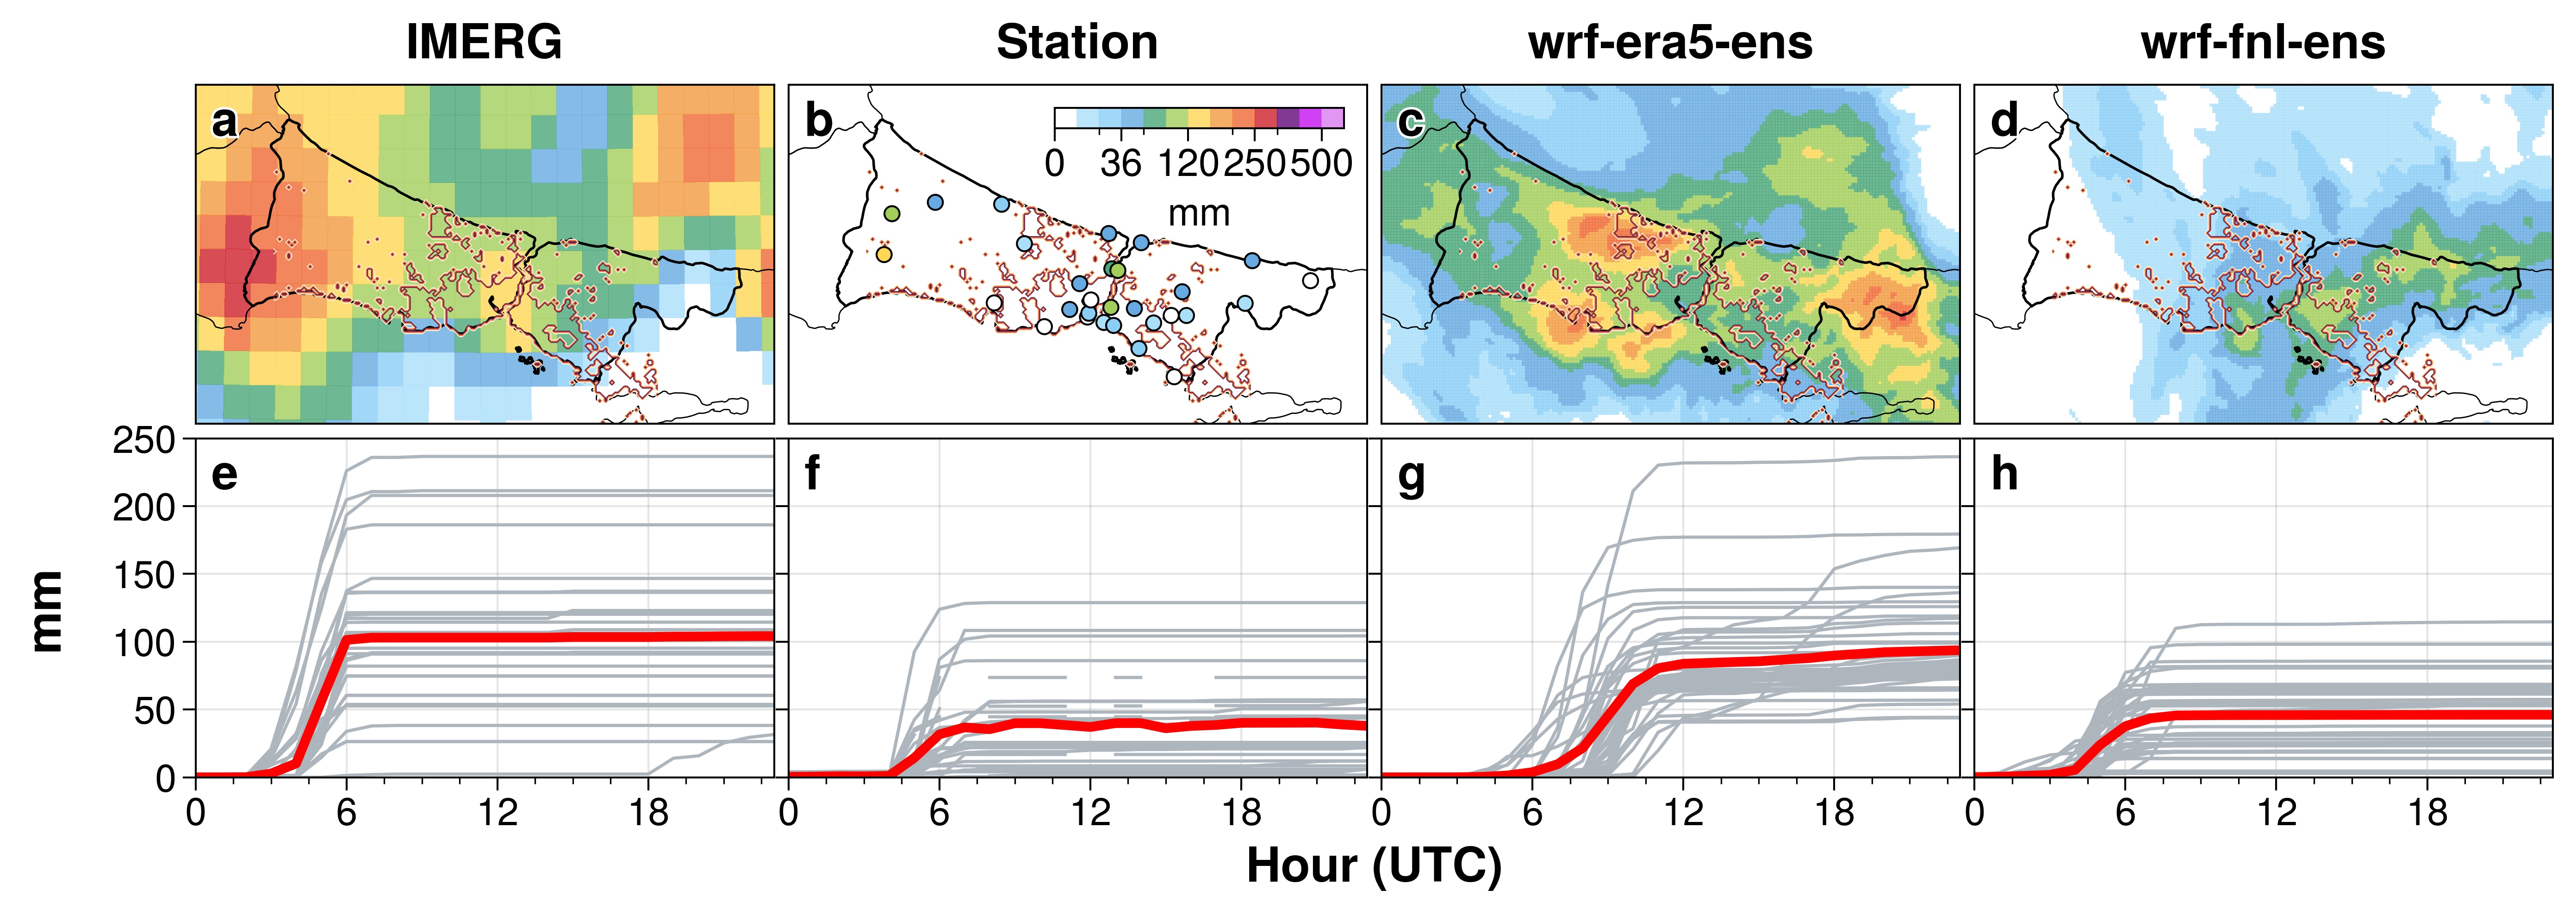 IMERG Station wrf-era5-ens wrf-fnl-ens
a b c d
0 36 120 250 500
mm
250
200
150
100
50
0
mm
e f g h
0 6 12 18 0 6 12 18 0 6 12 18 0 6 12 18
Hour (UTC)